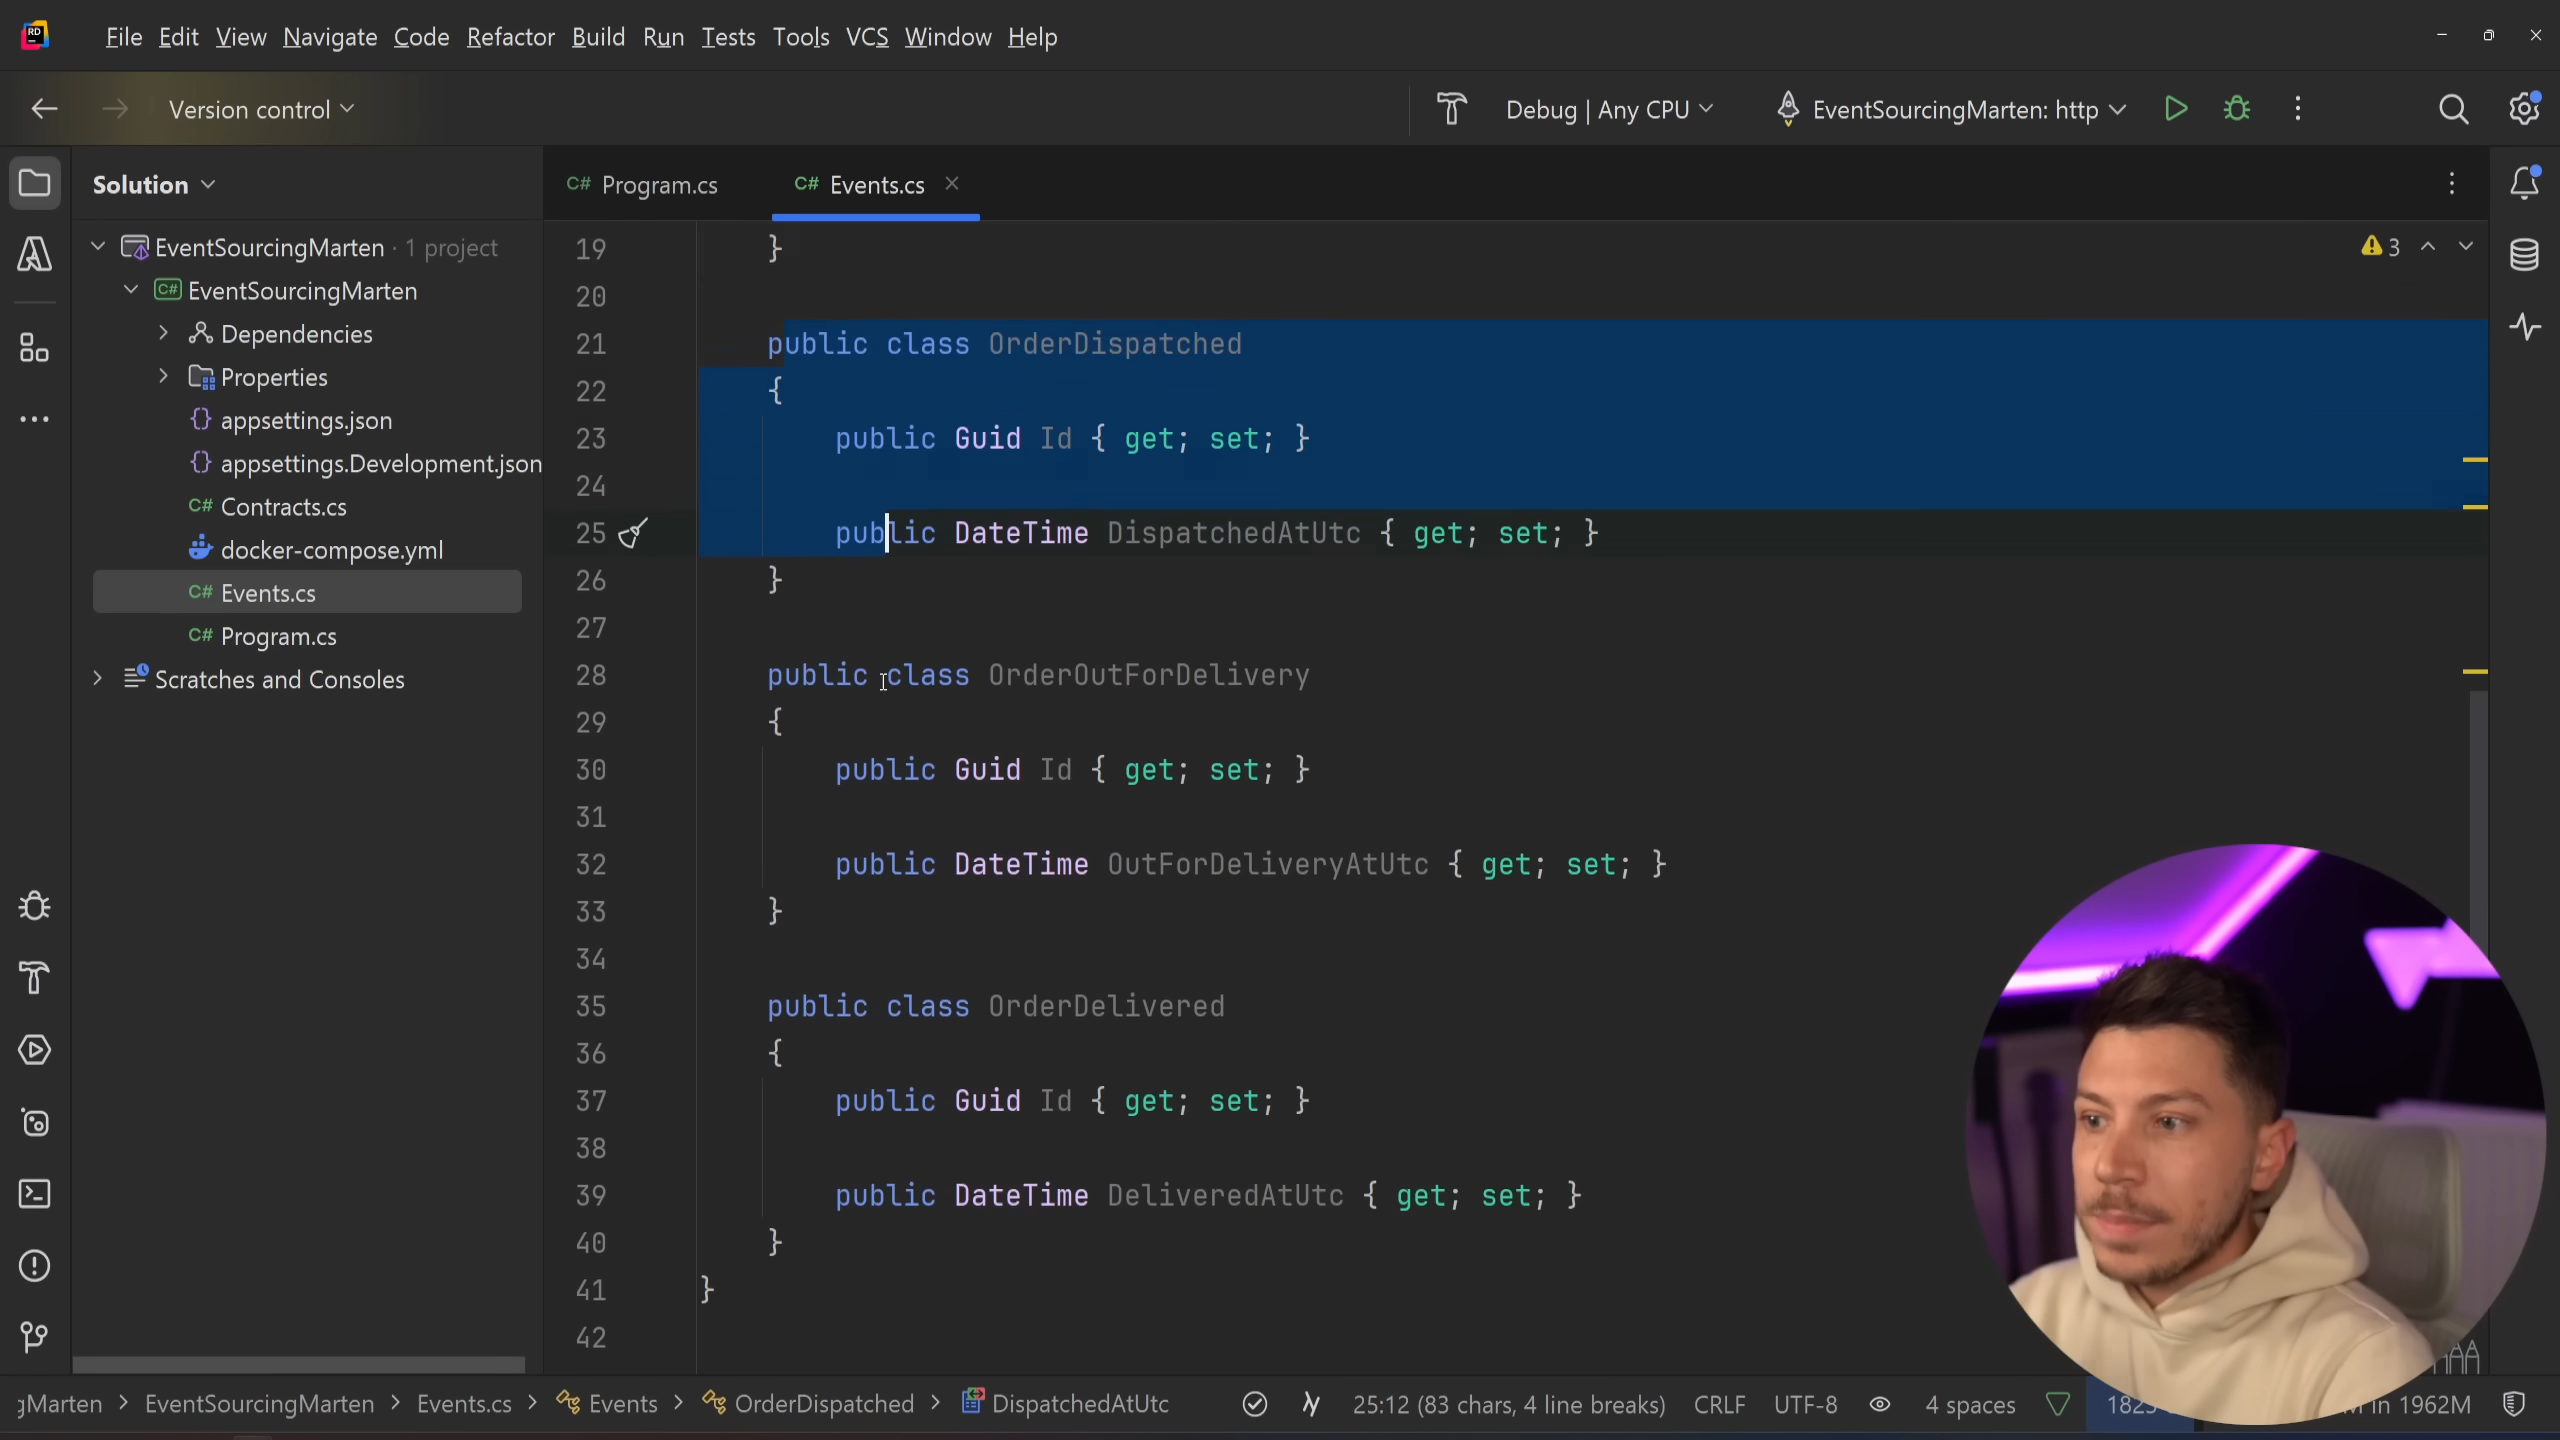 RD
File Edit View Navigate Code Refactor Build Run Tests Tools VCS Window Help
Version control
Debug | Any CPU
EventSourcingMarten: http
Solution
EventSourcingMarten · 1 project
C# EventSourcingMarten
Dependencies
Properties
{} appsettings.json
{} appsettings.Development.json
C# Contracts.cs
docker-compose.yml
C# Events.cs
C# Program.cs
Scratches and Consoles
C# Program.cs
C# Events.cs
3
19 }
20
21 public class OrderDispatched
22 {
23 public Guid Id { get; set; }
24
25 public DateTime DispatchedAtUtc { get; set; }
26 }
27
28 public class OrderOutForDelivery
29 {
30 public Guid Id { get; set; }
31
32 public DateTime OutForDeliveryAtUtc { get; set; }
33 }
34
35 public class OrderDelivered
36 {
37 public Guid Id { get; set; }
38
39 public DateTime DeliveredAtUtc { get; set; }
40 }
41 }
42
gMarten > EventSourcingMarten > Events.cs > Events > OrderDispatched > DispatchedAtUtc
25:12 (83 chars, 4 line breaks) CRLF UTF-8 4 spaces in 1962M